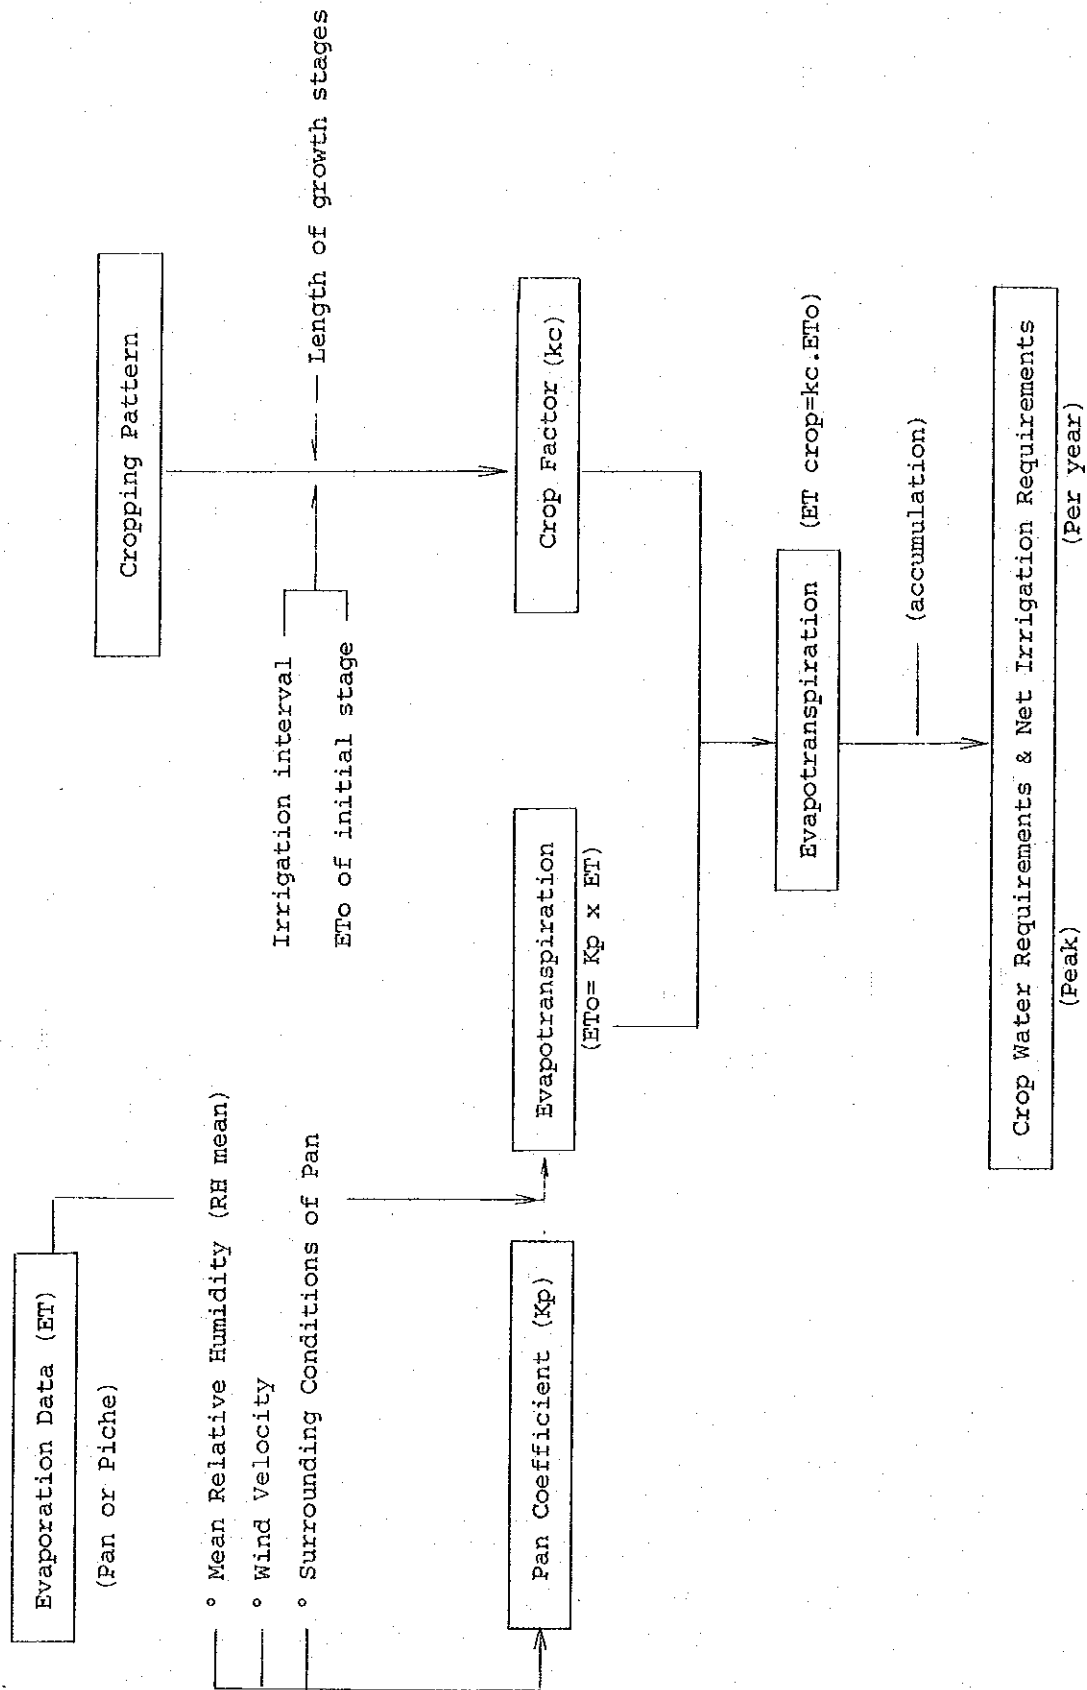 Evaporation Data (ET)
(Pan or Piche)
Cropping Pattern
° Mean Relative Humidity (RH mean)
° Wind Velocity
° Surrounding Conditions of Pan
Irrigation interval
ETo of initial stage
Length of growth stages
Pan Coefficient (Kp)
Evapotranspiration
(ETo= Kp x ET)
Crop Factor (kc)
Evapotranspiration
(ET crop=kc.ETo)
(accumulation)
Crop Water Requirements & Net Irrigation Requirements
(Peak)
(Per year)